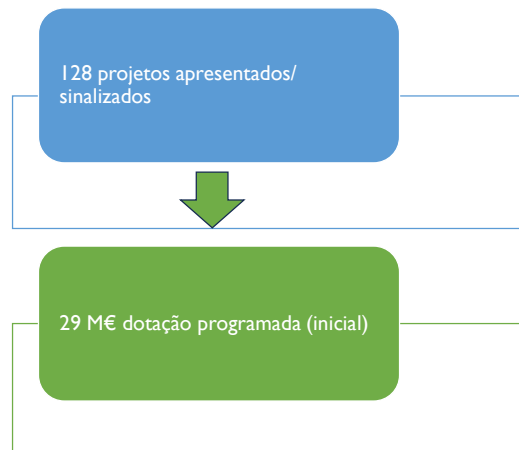 128 projetos apresentados/
sinalizados
29 M€ dotação programada (inicial)